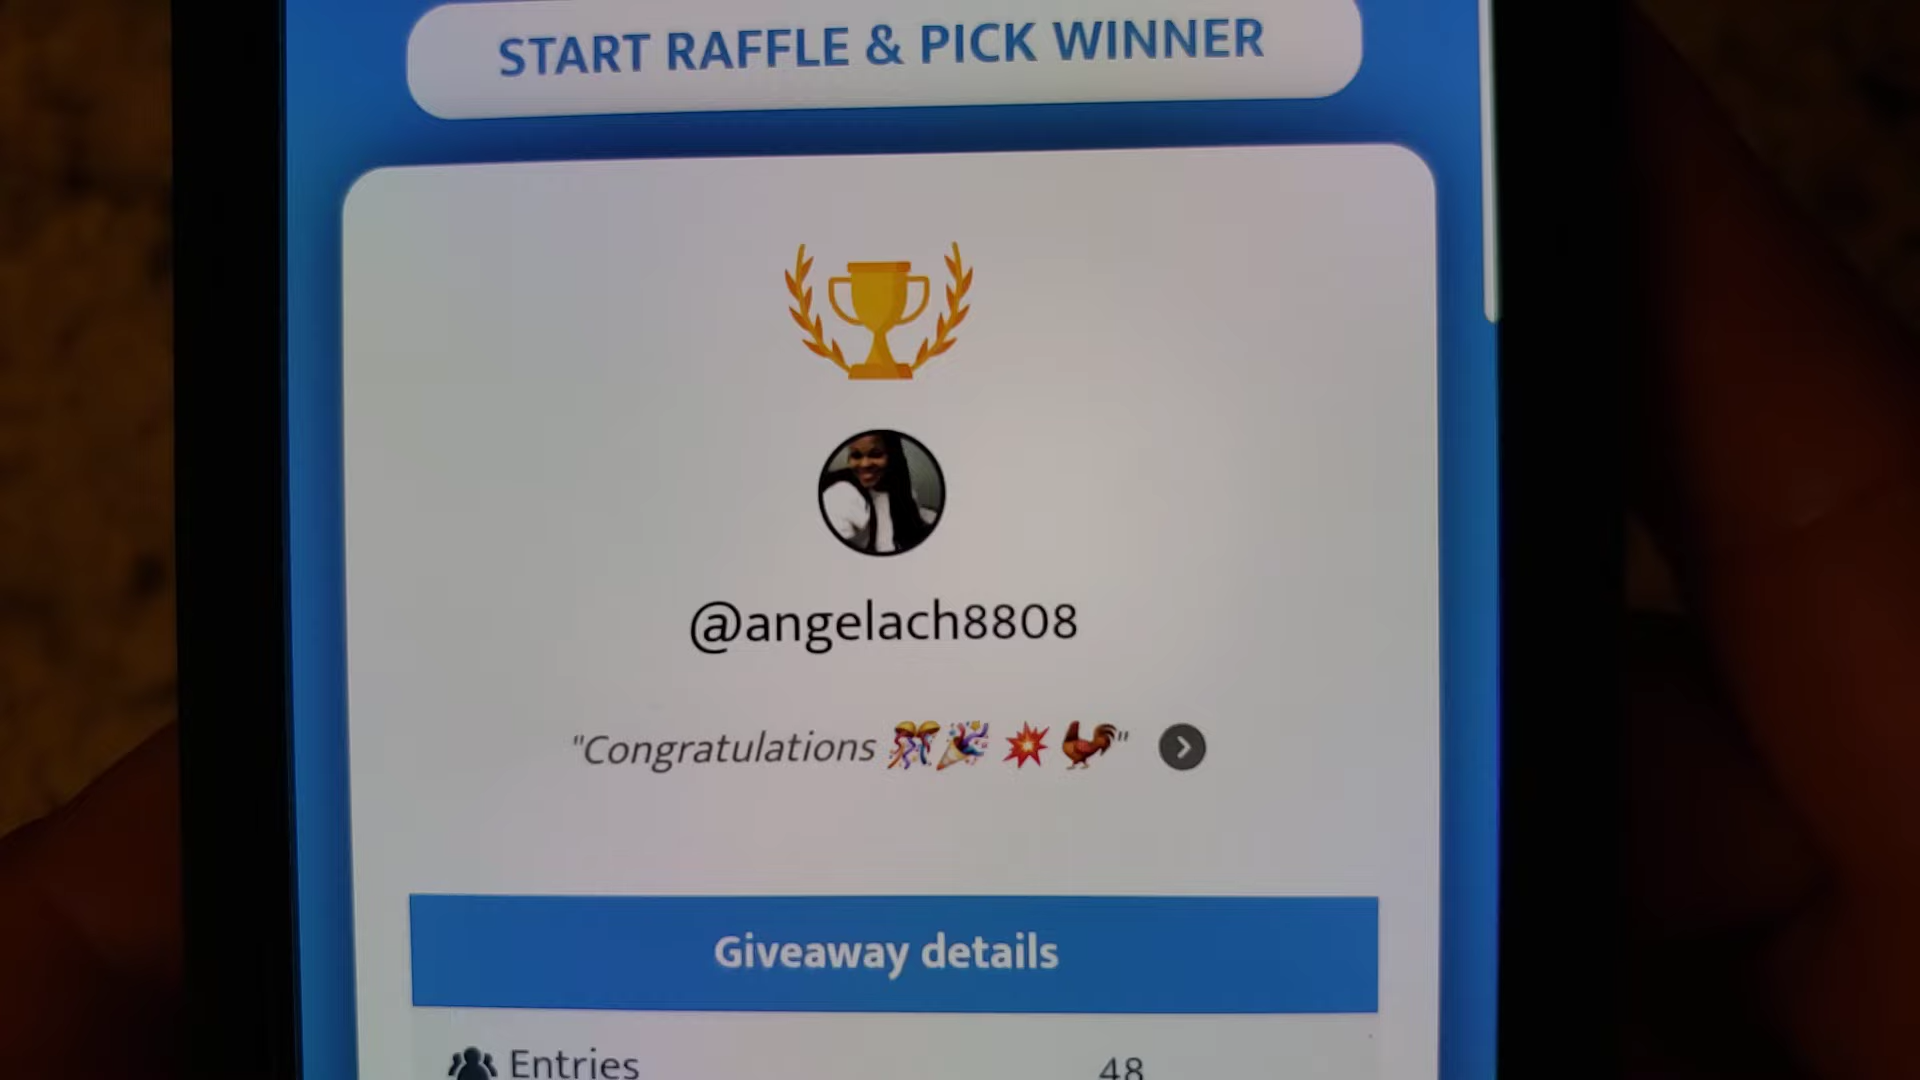 START RAFFLE & PICK WINNER
@angelach8808
"Congratulations 🎊🎉 💥 🐓"
Giveaway details
Entries 48